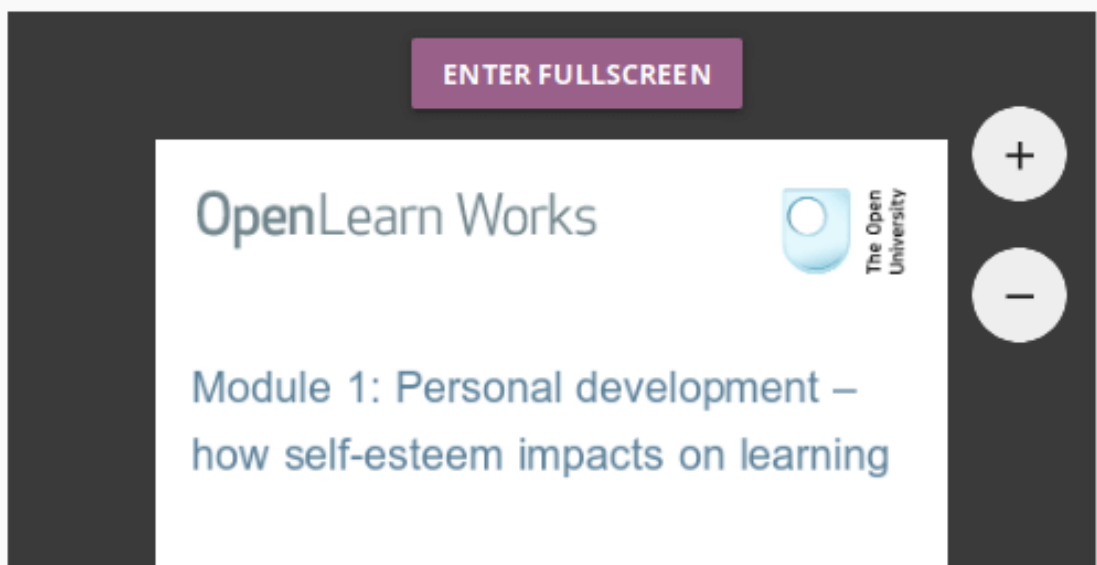 ENTER FULLSCREEN
+
OpenLearn Works
The Open
University
−
Module 1: Personal development –
how self-esteem impacts on learning